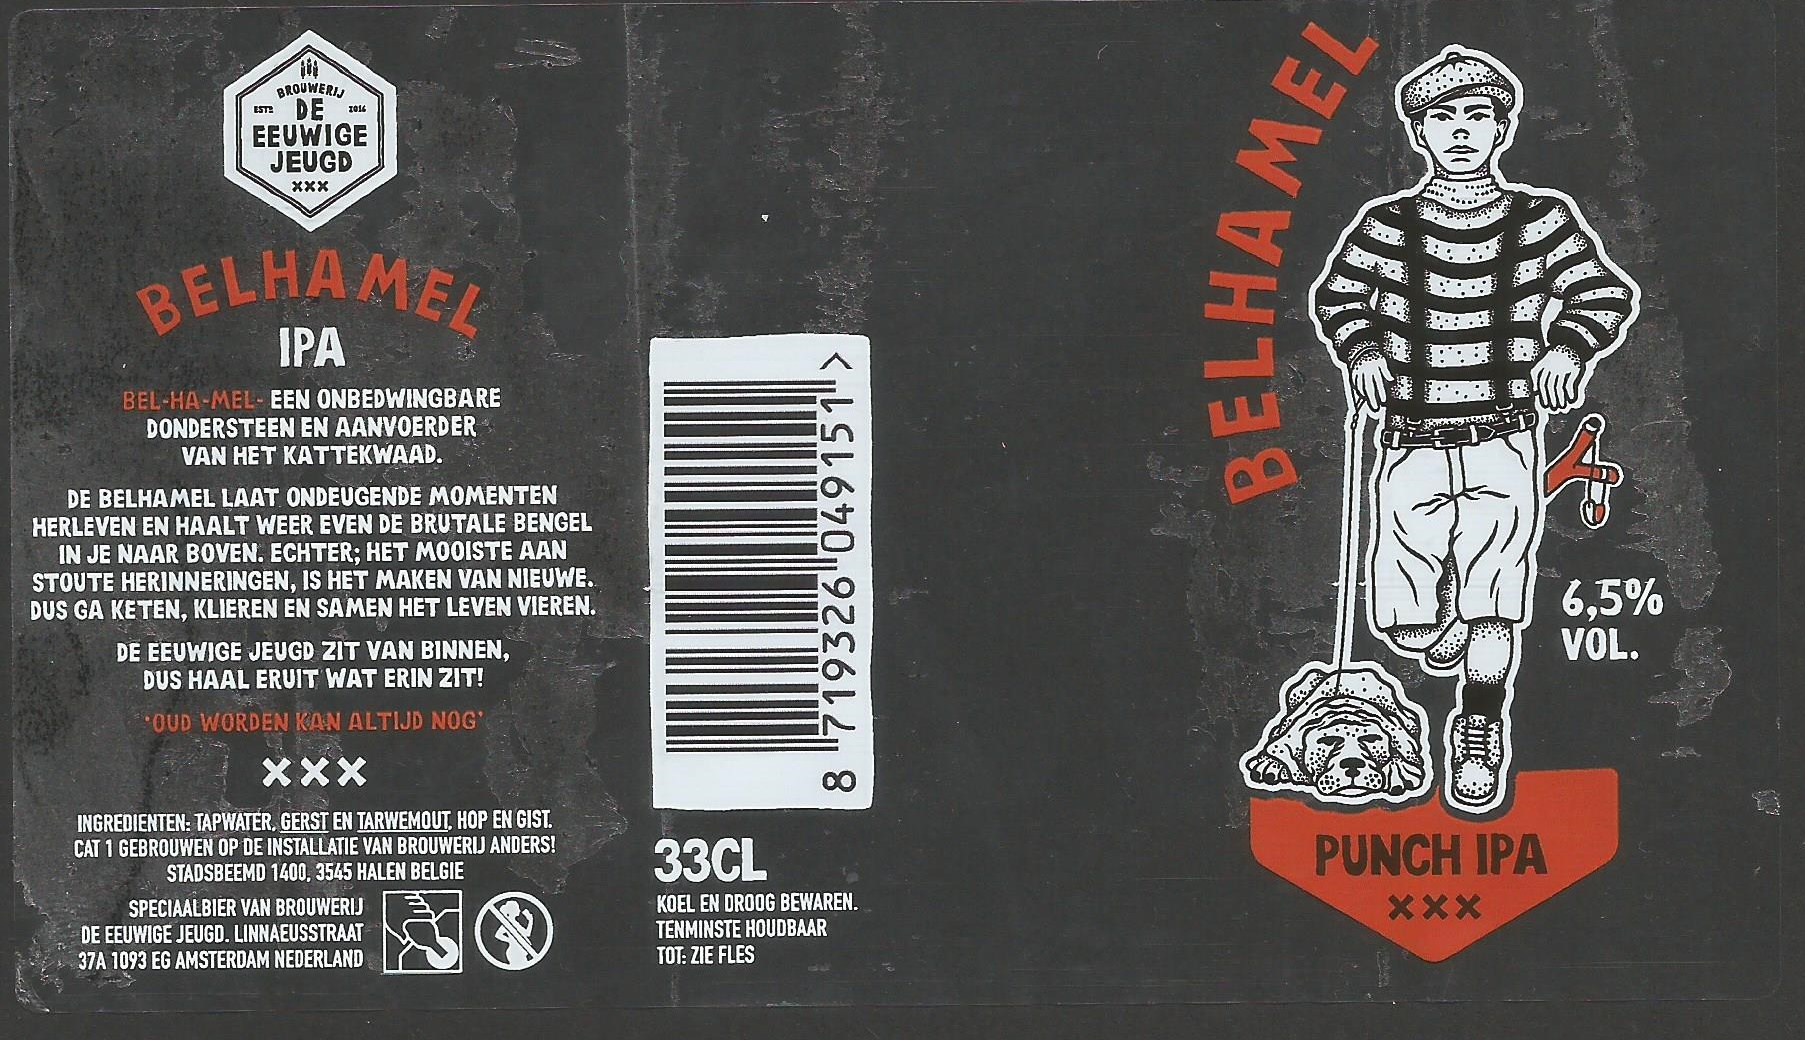 BROUWERIJ
ESTD 2016
DE
EEUWIGE
JEUGD
XXX
BELHAMEL
IPA
BEL-HA-MEL- EEN ONBEDWINGBARE
DONDERSTEEN EN AANVOERDER
VAN HET KATTEKWAAD.
DE BELHAMEL LAAT ONDEUGENDE MOMENTEN
HERLEVEN EN HAALT WEER EVEN DE BRUTALE BENGEL
IN JE NAAR BOVEN. ECHTER; HET MOOISTE AAN
STOUTE HERINNERINGEN, IS HET MAKEN VAN NIEUWE.
DUS GA KETEN, KLIEREN EN SAMEN HET LEVEN VIEREN.
DE EEUWIGE JEUGD ZIT VAN BINNEN,
DUS HAAL ERUIT WAT ERIN ZIT!
'OUD WORDEN KAN ALTIJD NOG'
XXX
INGREDIENTEN: TAPWATER, GERST EN TARWEMOUT, HOP EN GIST.
CAT 1 GEBROUWEN OP DE INSTALLATIE VAN BROUWERIJ ANDERS!
STADSBEEMD 1400, 3545 HALEN BELGIE
SPECIAALBIER VAN BROUWERIJ
DE EEUWIGE JEUGD. LINNAEUSSTRAAT
37A 1093 EG AMSTERDAM NEDERLAND
8 719326 049151 >
33CL
KOEL EN DROOG BEWAREN.
TENMINSTE HOUDBAAR
TOT: ZIE FLES
BELHAMEL
6,5%
VOL.
PUNCH IPA
XXX